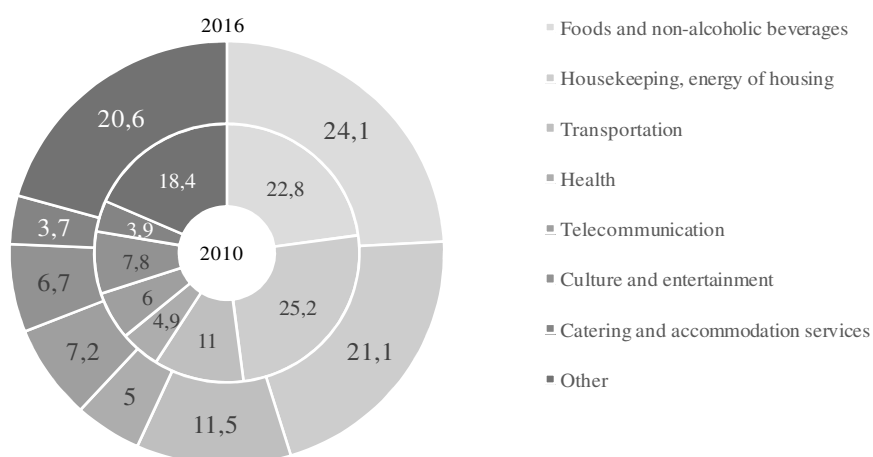 2016
20,6
24,1
18,4
22,8
3,7
3,9
2010
7,8
6,7
6
25,2
4,9
11
7,2
21,1
5
11,5
Foods and non-alcoholic beverages
Housekeeping, energy of housing
Transportation
Health
Telecommunication
Culture and entertainment
Catering and accommodation services
Other